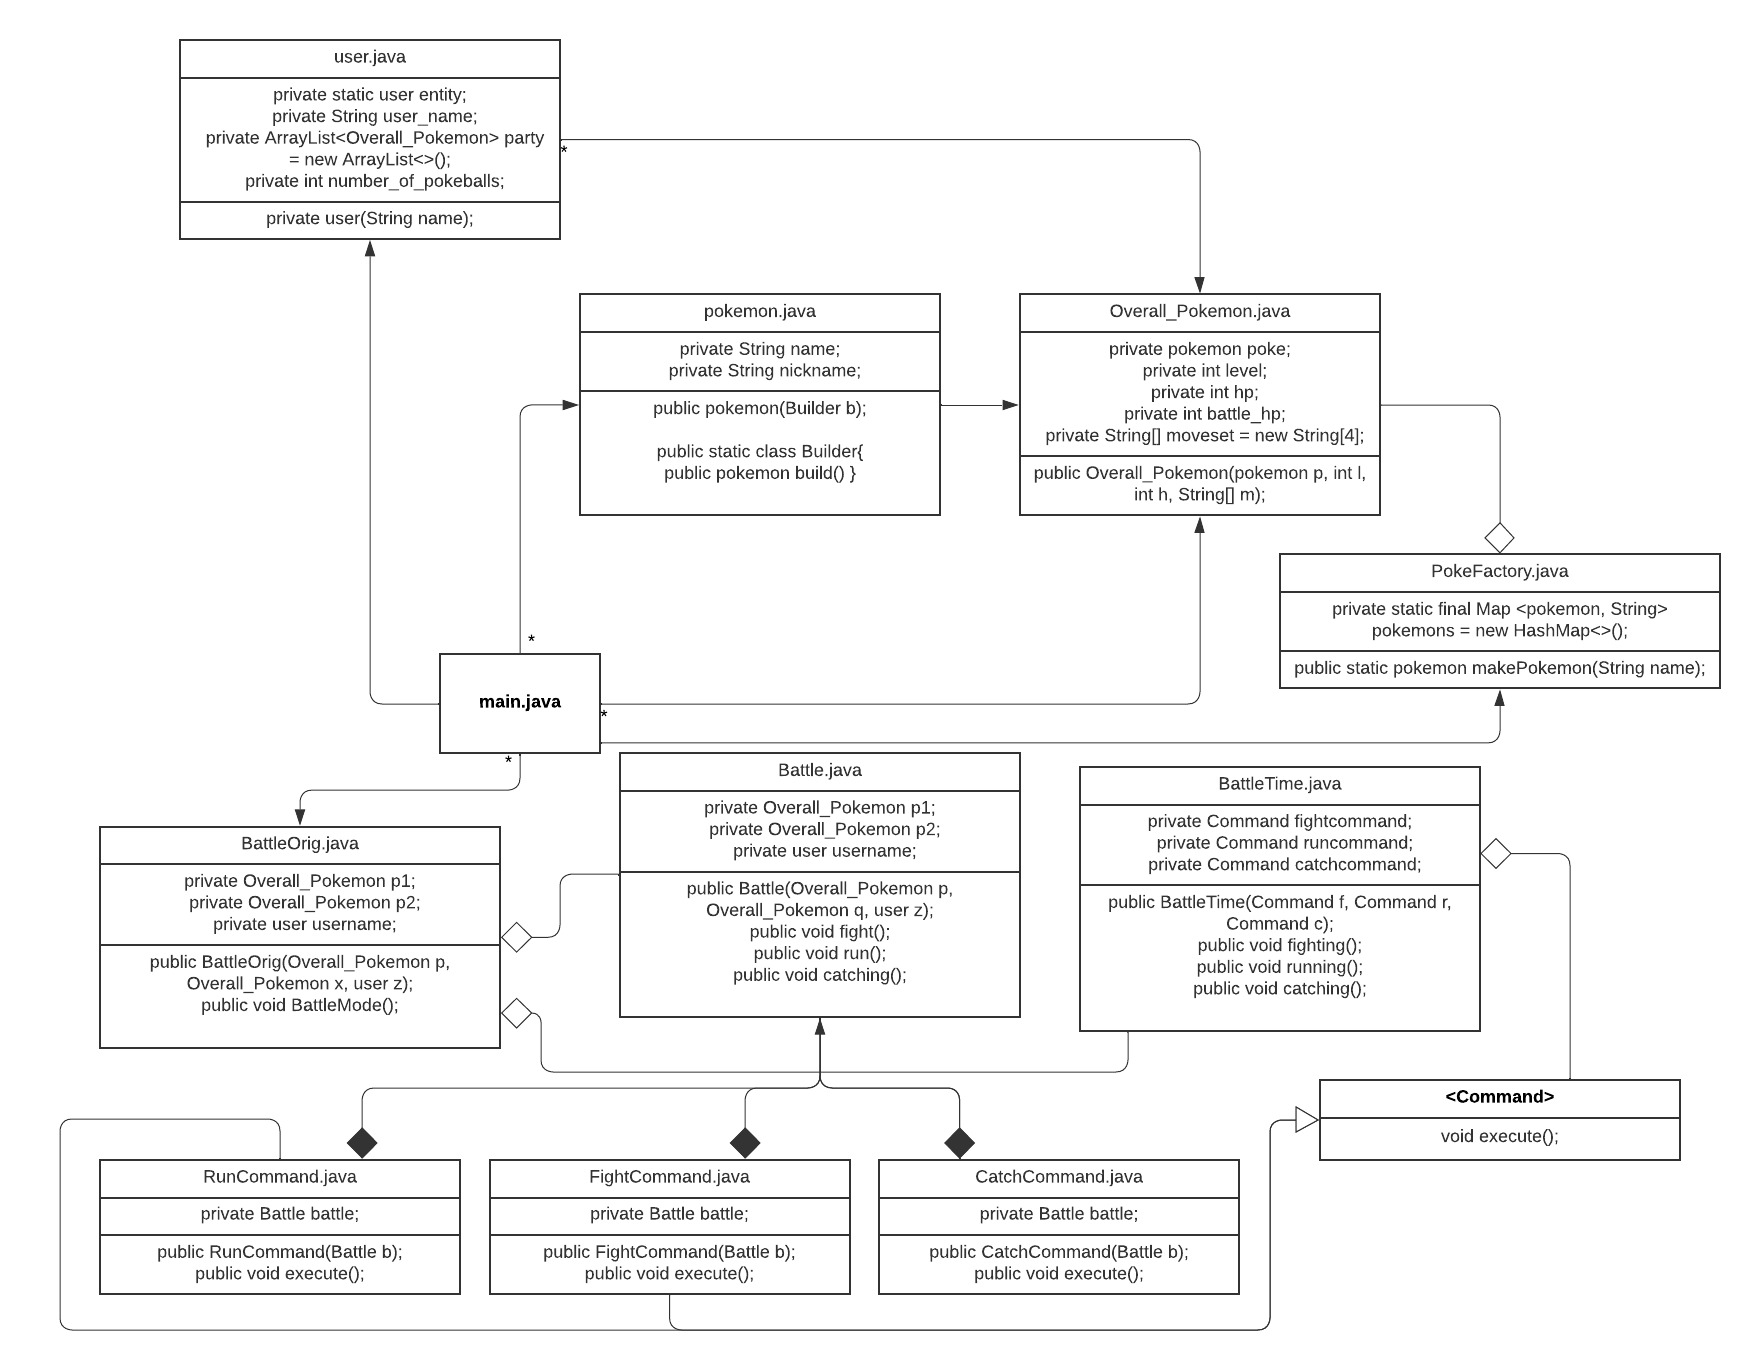 user.java
private static user entity;
private String user_name;
private ArrayList<Overall_Pokemon> party
= new ArrayList<>();
private int number_of_pokeballs;
private user(String name);
*
pokemon.java
private String name;
private String nickname;
public pokemon(Builder b);
public static class Builder{
public pokemon build() }
Overall_Pokemon.java
private pokemon poke;
private int level;
private int hp;
private int battle_hp;
private String[] moveset = new String[4];
public Overall_Pokemon(pokemon p, int l,
int h, String[] m);
PokeFactory.java
private static final Map <pokemon, String>
pokemons = new HashMap<>();
public static pokemon makePokemon(String name);
*
main.java
*
*
BattleOrig.java
private Overall_Pokemon p1;
private Overall_Pokemon p2;
private user username;
public BattleOrig(Overall_Pokemon p,
Overall_Pokemon x, user z);
public void BattleMode();
Battle.java
private Overall_Pokemon p1;
private Overall_Pokemon p2;
private user username;
public Battle(Overall_Pokemon p,
Overall_Pokemon q, user z);
public void fight();
public void run();
public void catching();
BattleTime.java
private Command fightcommand;
private Command runcommand;
private Command catchcommand;
public BattleTime(Command f, Command r,
Command c);
public void fighting();
public void running();
public void catching();
<Command>
void execute();
RunCommand.java
private Battle battle;
public RunCommand(Battle b);
public void execute();
FightCommand.java
private Battle battle;
public FightCommand(Battle b);
public void execute();
CatchCommand.java
private Battle battle;
public CatchCommand(Battle b);
public void execute();